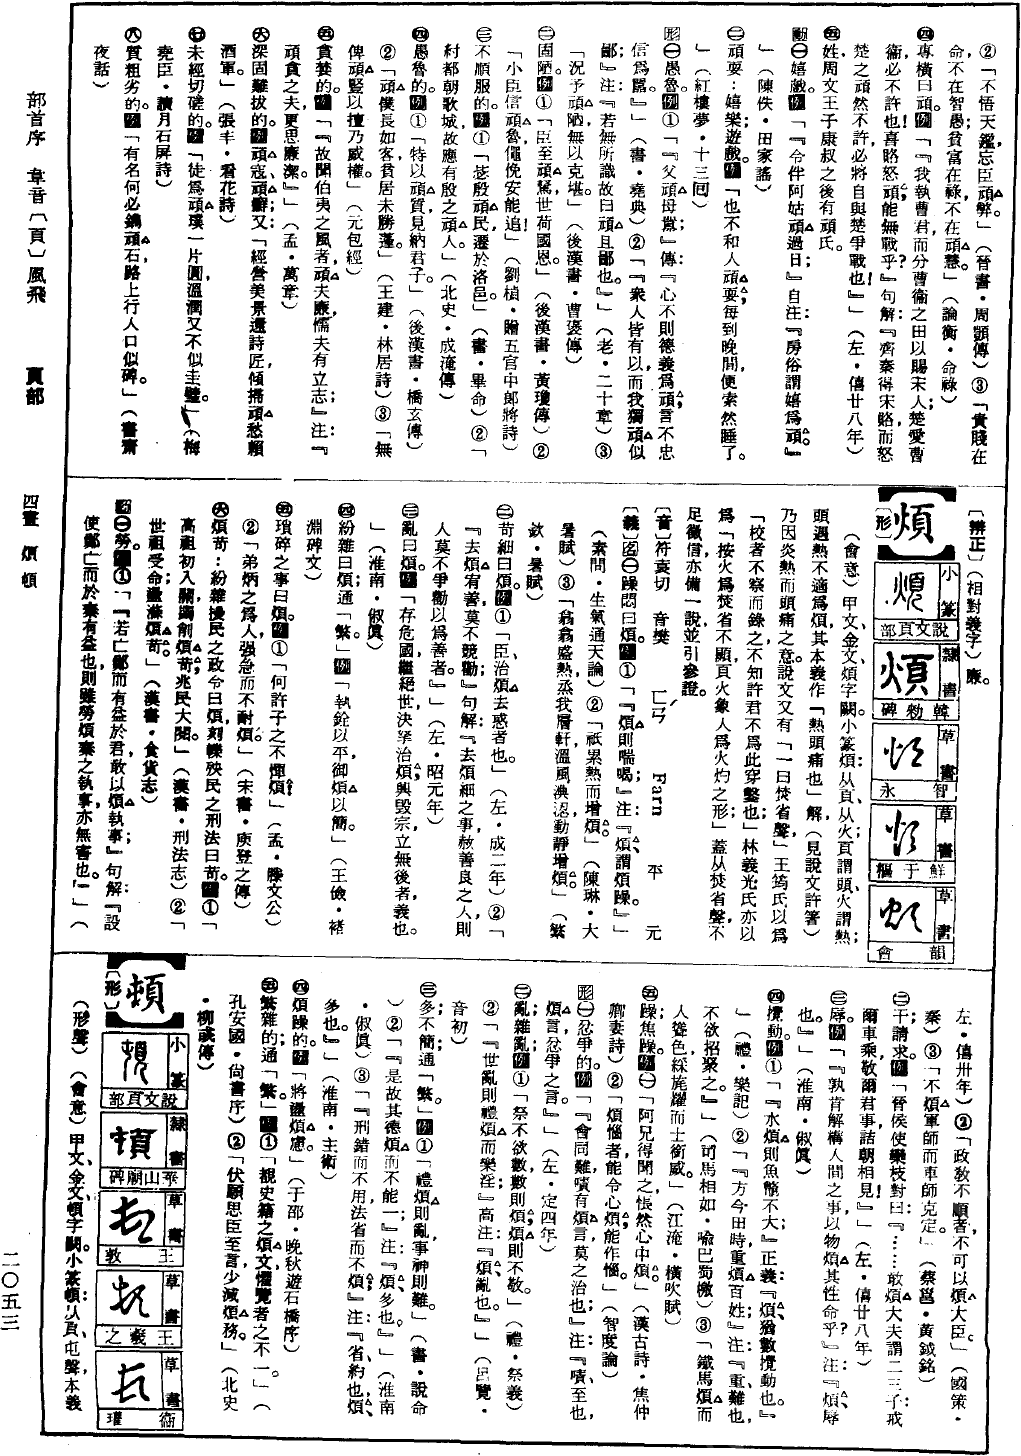 部首序 韋音〔頁〕風飛 頁部 四畫 煩頓 二〇五三
②「不悟天鑑，忘忘臣頑弊。」（晉書・周顗傳）③「貴賤在
命，不在智愚；貧富在祿，不在頑慧。」（論衡・命祿）
㊃專橫曰頑。例「『我執曹君，而分曹衞之田以賜宋人；楚愛曹
衞，必不許也！喜賂怒頑，能無戰乎？』句解『齊秦得宋賂，而怒
楚之頑然不許，必將自與楚爭戰也！』」（左・僖廿八年）
㊄姓，周文王子康叔之後有頑氏。
動㊀嬉戲。例「『今伴阿姑頑過日』自注：『房俗謂嬉為頑。』
」（陳佚・田家謠）
㊁頑耍：嬉樂遊戲。例「也不和人頑耍，每到晚間，便索然睡了。
」（紅樓夢・十三回）
形㊀愚魯。例①「『父頑母嚚』傳『心不則德義為頑，言不忠
信為嚚。』」（書・堯典）②「『衆人皆有以，而我獨頑似
鄙』注『若無所識，故曰頑且鄙也。』」（老・二十章）③
「況予頑陋，無以克堪。」（後漢書・曹褒傳）
㊁固陋。例①「臣至頑駑，世荷國恩。」（後漢書・黃瓊傳）②
「小臣信頑魯，僶俛安能追！」（劉楨・贈五官中郎將詩）
㊂不順服的。例①「毖殷頑民，遷於洛邑。」（書・畢命）②「
紂都朝歌城，故應有殷之頑人。」（北史・成淹傳）
㊃愚魯的。例①「特以頑質，見納君子。」（後漢書・橋玄傳）
②「頑僕長如客，貧居未勝蓬。」（王建・林居詩）③「無
俾頑豎以擅乃威權。」（元包經）
㊄貪婪的。例「『故聞伯夷之風者，頑夫廉，懦夫有立志』注：『
頑貪之夫，更思廉潔。』」（孟・萬章）
㊅深固難拔的。例頑寇、頑癬；又「經營美景還詩匠，傾掃頑愁賴
酒軍。」（張丰・看花詩）
㊆未經切磋的。例「徒為頑璞一片圓，溫潤又不似圭璧。」（梅
堯臣・讀月石屏詩）
㊇質粗劣的。例「有名何必鐫頑石，路上行人口似碑。」（書齋
夜話）
〔辨正〕（相對義字）廉。
煩
〔形〕
小篆 說文頁部
隸書 韓勑碑
草書 智永
草書 鮮于樞
草書 韻會
（會意）甲文、金文煩字闕。小篆煩：从頁、从火，頁謂頭，火謂熱；
頭遇熱不適為煩，其本義作「熱頭痛也」解（見說文許箸）
乃因炎熱而頭痛之意。說文又有「一曰焚省聲」，王筠氏以為
「校者不察而錄之，不知許君不為此穿鑿也」，林義光氏亦以
為「按火為焚省不顯，頁火象人為火灼之形」，蓋从焚省聲不
足徵信，亦備一說，並引參證。
〔音〕符袁切 音樊 ㄈㄢˊ Farn 平 元
〔義〕名㊀躁悶曰煩。例①「『煩則喘喝』注『煩謂煩躁。』」
（素問・生氣通天論）②「祇累熱而增煩。」（陳琳・大
暑賦）③「翕翕盛熱，蒸我層軒，溫風淟涊，動靜增煩。」（繁
欽・暑賦）
㊁苛細曰煩。例①「臣治煩去惑者也。」（左・成二年）②「
『去煩宥善，莫不競勸』句解：『去煩細之事，赦善良之人，則
人莫不爭勸以為善者。』」（左・昭元年）
㊂亂曰煩。例「存危國，繼絕世，決挐治煩，興毀宗，立無後者，義也。
」（淮南・俶真）
㊃紛雜曰煩；通「繁」。例「執銓以平，御煩以簡。」（王儉・褚
淵碑文）
㊄瑣碎之事曰煩。例①「何許子之不憚煩！」（孟・滕文公）
②「弟炳之為人强急而不耐煩。」（宋書・庾登之傳）
㊅煩苛：紛雜擾民之政令曰煩，刻轢殃民之刑法曰苛。例①「
高祖初入關，蠲削煩苛，兆民大悅。」（漢書・刑法志）②「
世祖受命，盪滌煩苛。」（漢書・食貨志）
動㊀勞。例①「『若亡鄭而有益於君，敢以煩執事』句解：『設
使鄭亡而於秦有益也，則雖勞煩秦之執事，亦無害也。』」（
左・僖卅年）②「政教不順者，不可以煩大臣。」（國策・
秦）③「不煩軍師，而車師克定。」（蔡邕・黃鉞銘）
㊁干請求。例「晉侯使欒枝對曰『……敢煩大夫謂二三子戒
爾車乘，敬爾君事，詰朝相見！』」（左・僖廿八年）
㊂辱。例「『孰肯解構人間之事，以物煩其性命乎？』注：『煩，辱
也。』」（淮南・俶真）
㊃攪動。例①「『水煩則魚鼈不大。』正義『煩，猶數攪動也。』
」（禮・樂記）②「『方今田時，重煩百姓』注『重，難也，
不欲招聚之。』」（司馬相如・喩巴蜀檄）③「鐵馬煩而
人聳色，綵旄耀而士銜威。」（江淹・橫吹賦）
㊄躁；焦躁。例㊀「阿兄得聞之，悵然心中煩。」（漢古詩・焦仲
卿妻詩）②「煩惱者，能令心煩，能作惱。」（智度論）
形㊀忿爭的。例「『會同難，嘖有煩言，莫之治也』注『嘖，至也，
煩言，忿爭之言。』」（左・定四年）
㊁亂；雜亂。例①「祭不欲數，數則煩，煩則不敬。」（禮・祭義）
②「『世亂則禮煩而樂淫』高注『煩，亂也。』」（呂覽・
音初）
㊂多；不簡；通「繁」。例①「禮煩則亂，事神則難。」（書・說命
）②「『是故其德煩而不能一』注：『煩，多也。』」（淮南
・俶真）③「『刑錯而不用，法省而不煩』注『省，約也，煩，
多也。』」（淮南・主術）
㊃煩躁的。例「將盪煩慮。」（于邵・晚秋遊石橋序）
㊄繁雜的；通「繁」。例①「覩史籍之煩文，懼覽者之不一。」（
孔安國・尙書序）②「伏願思臣至言，少減煩務。」（北史
・柳彧傳）
頓
〔形〕
小篆 說文頁部
隸書 華山廟碑
草書 王敦
草書 王羲之
草書 衞瓘
（形聲）（會意）甲文、金文頓字闕。小篆頓：从頁、屯聲，本義